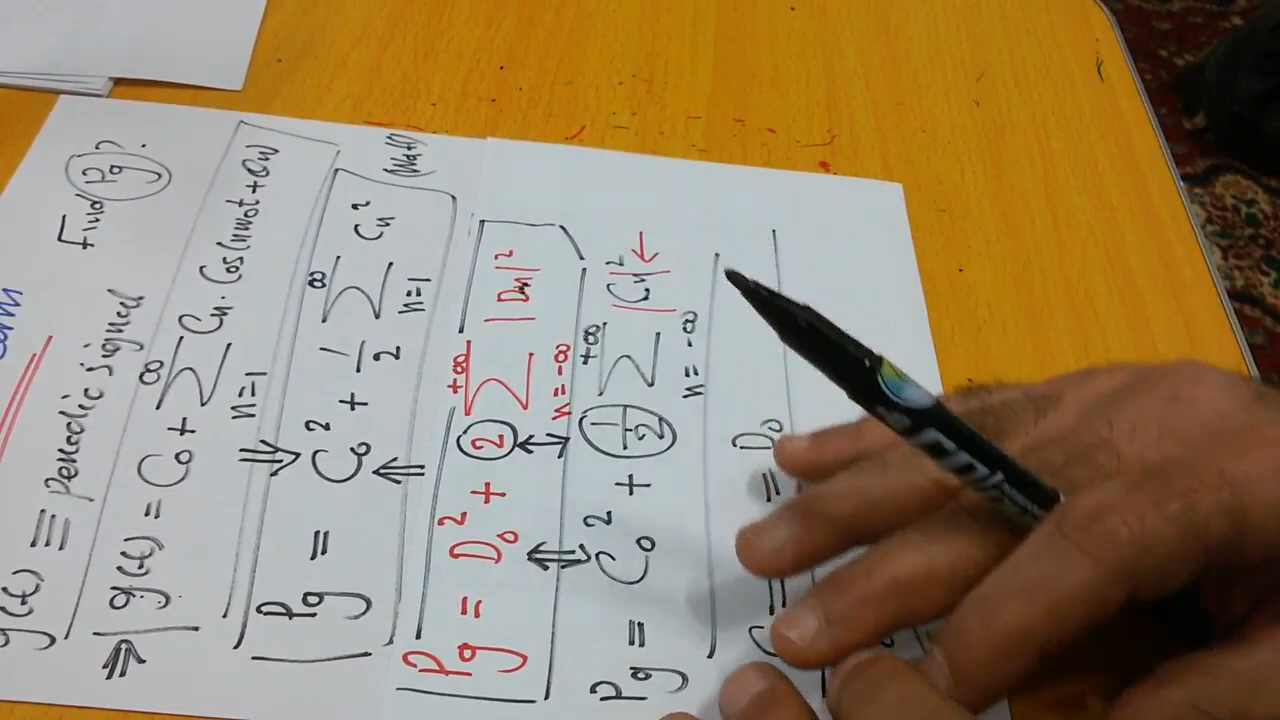 g(t) ≡ periodic signal Find Pg?
⇒ g(t) = C₀ + ∑_{n=1}^{∞} Cn . Cos(nω₀t + Θn)
⇓
Pg = C₀² + 1/2 ∑_{n=1}^{∞} Cn² (Watt)
⇑
Pg = D₀² + 2 ∑_{n=-∞}^{+∞} |Dn|²
⇕ ↕
Pg = C₀² + 1/2 ∑_{n=-∞}^{+∞} |Cn|² ←
= D₀